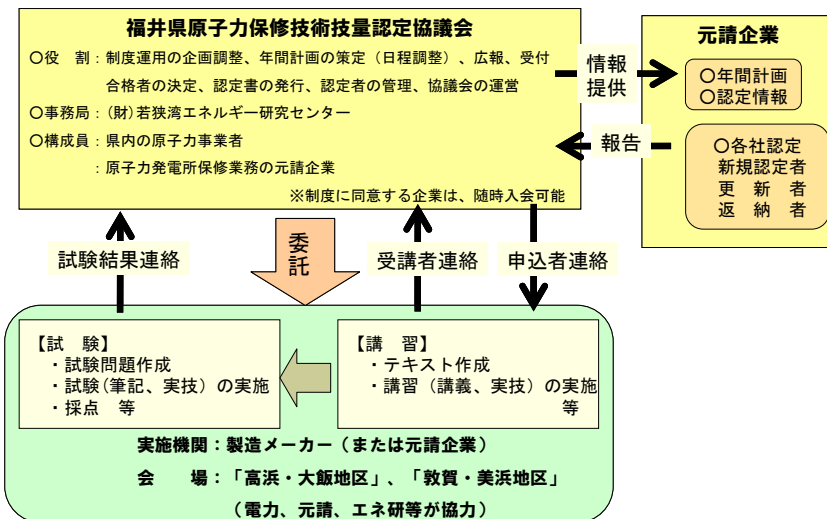 福井県原子力保修技術技量認定協議会
〇役　割：制度運用の企画調整、年間計画の策定（日程調整）、広報、受付
合格者の決定、認定書の発行、認定者の管理、協議会の運営
〇事務局：(財)若狭湾エネルギー研究センター
〇構成員：県内の原子力事業者
：原子力発電所保修業務の元請企業
※制度に同意する企業は、随時入会可能
情報
提供
報告
元請企業
〇年間計画
〇認定情報
〇各社認定
新規認定者
更　新　者
返　納　者
試験結果連絡
委託
受講者連絡
申込者連絡
【試　験】
・試験問題作成
・試験(筆記、実技）の実施
・採点　等
【講　習】
・テキスト作成
・講習（講義、実技）の実施
等
実施機関：製造メーカー（または元請企業）
会　　場：「高浜・大飯地区」、「敦賀・美浜地区」
（電力、元請、エネ研等が協力）